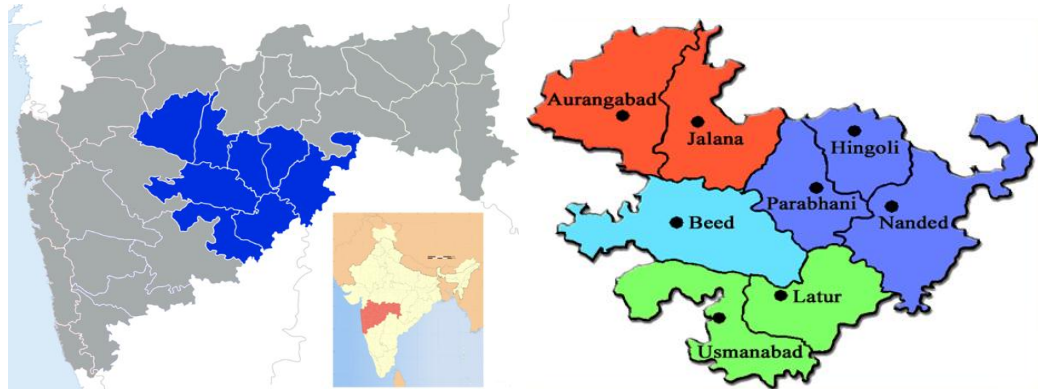 Aurangabad
Jalana
Hingoli
Parabhani
Nanded
Beed
Latur
Usmanabad